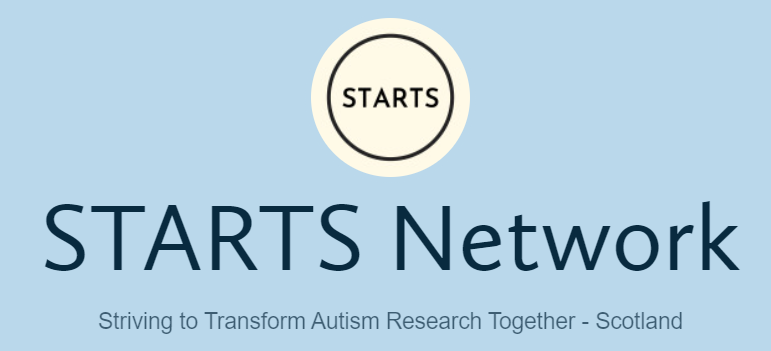 STARTS
STARTS Network
Striving to Transform Autism Research Together - Scotland